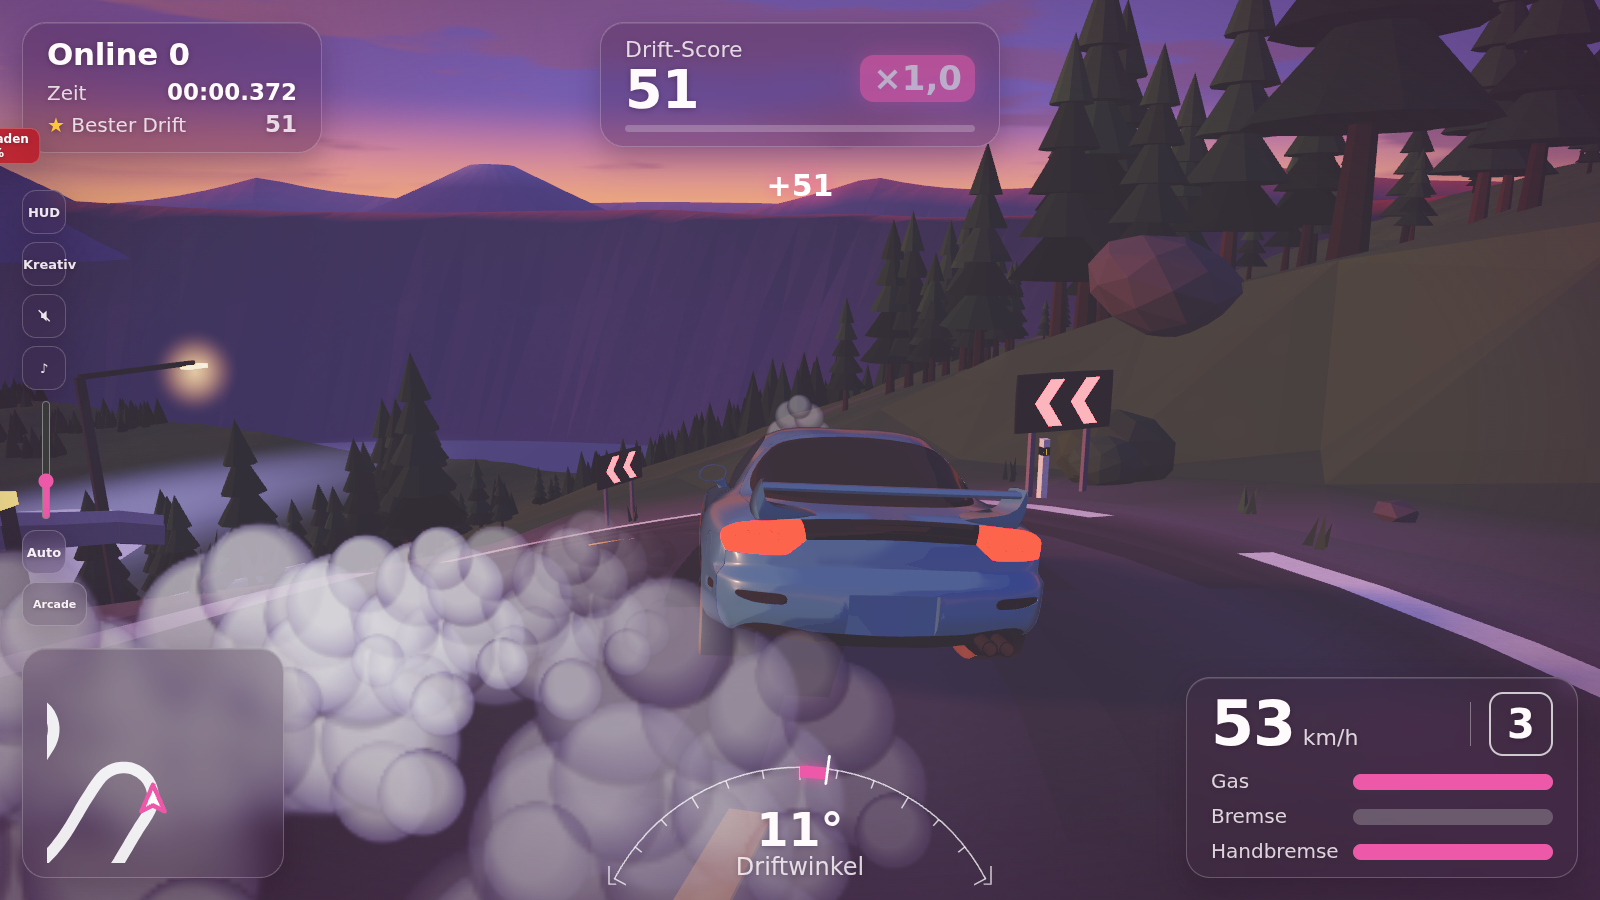 Online 0
Zeit 00:00.372
★ Bester Drift 51
aden
%
Drift-Score
51
×1,0
+51
HUD
Kreativ
♪
Auto
Arcade
11°
Driftwinkel
53 km/h 3
Gas
Bremse
Handbremse